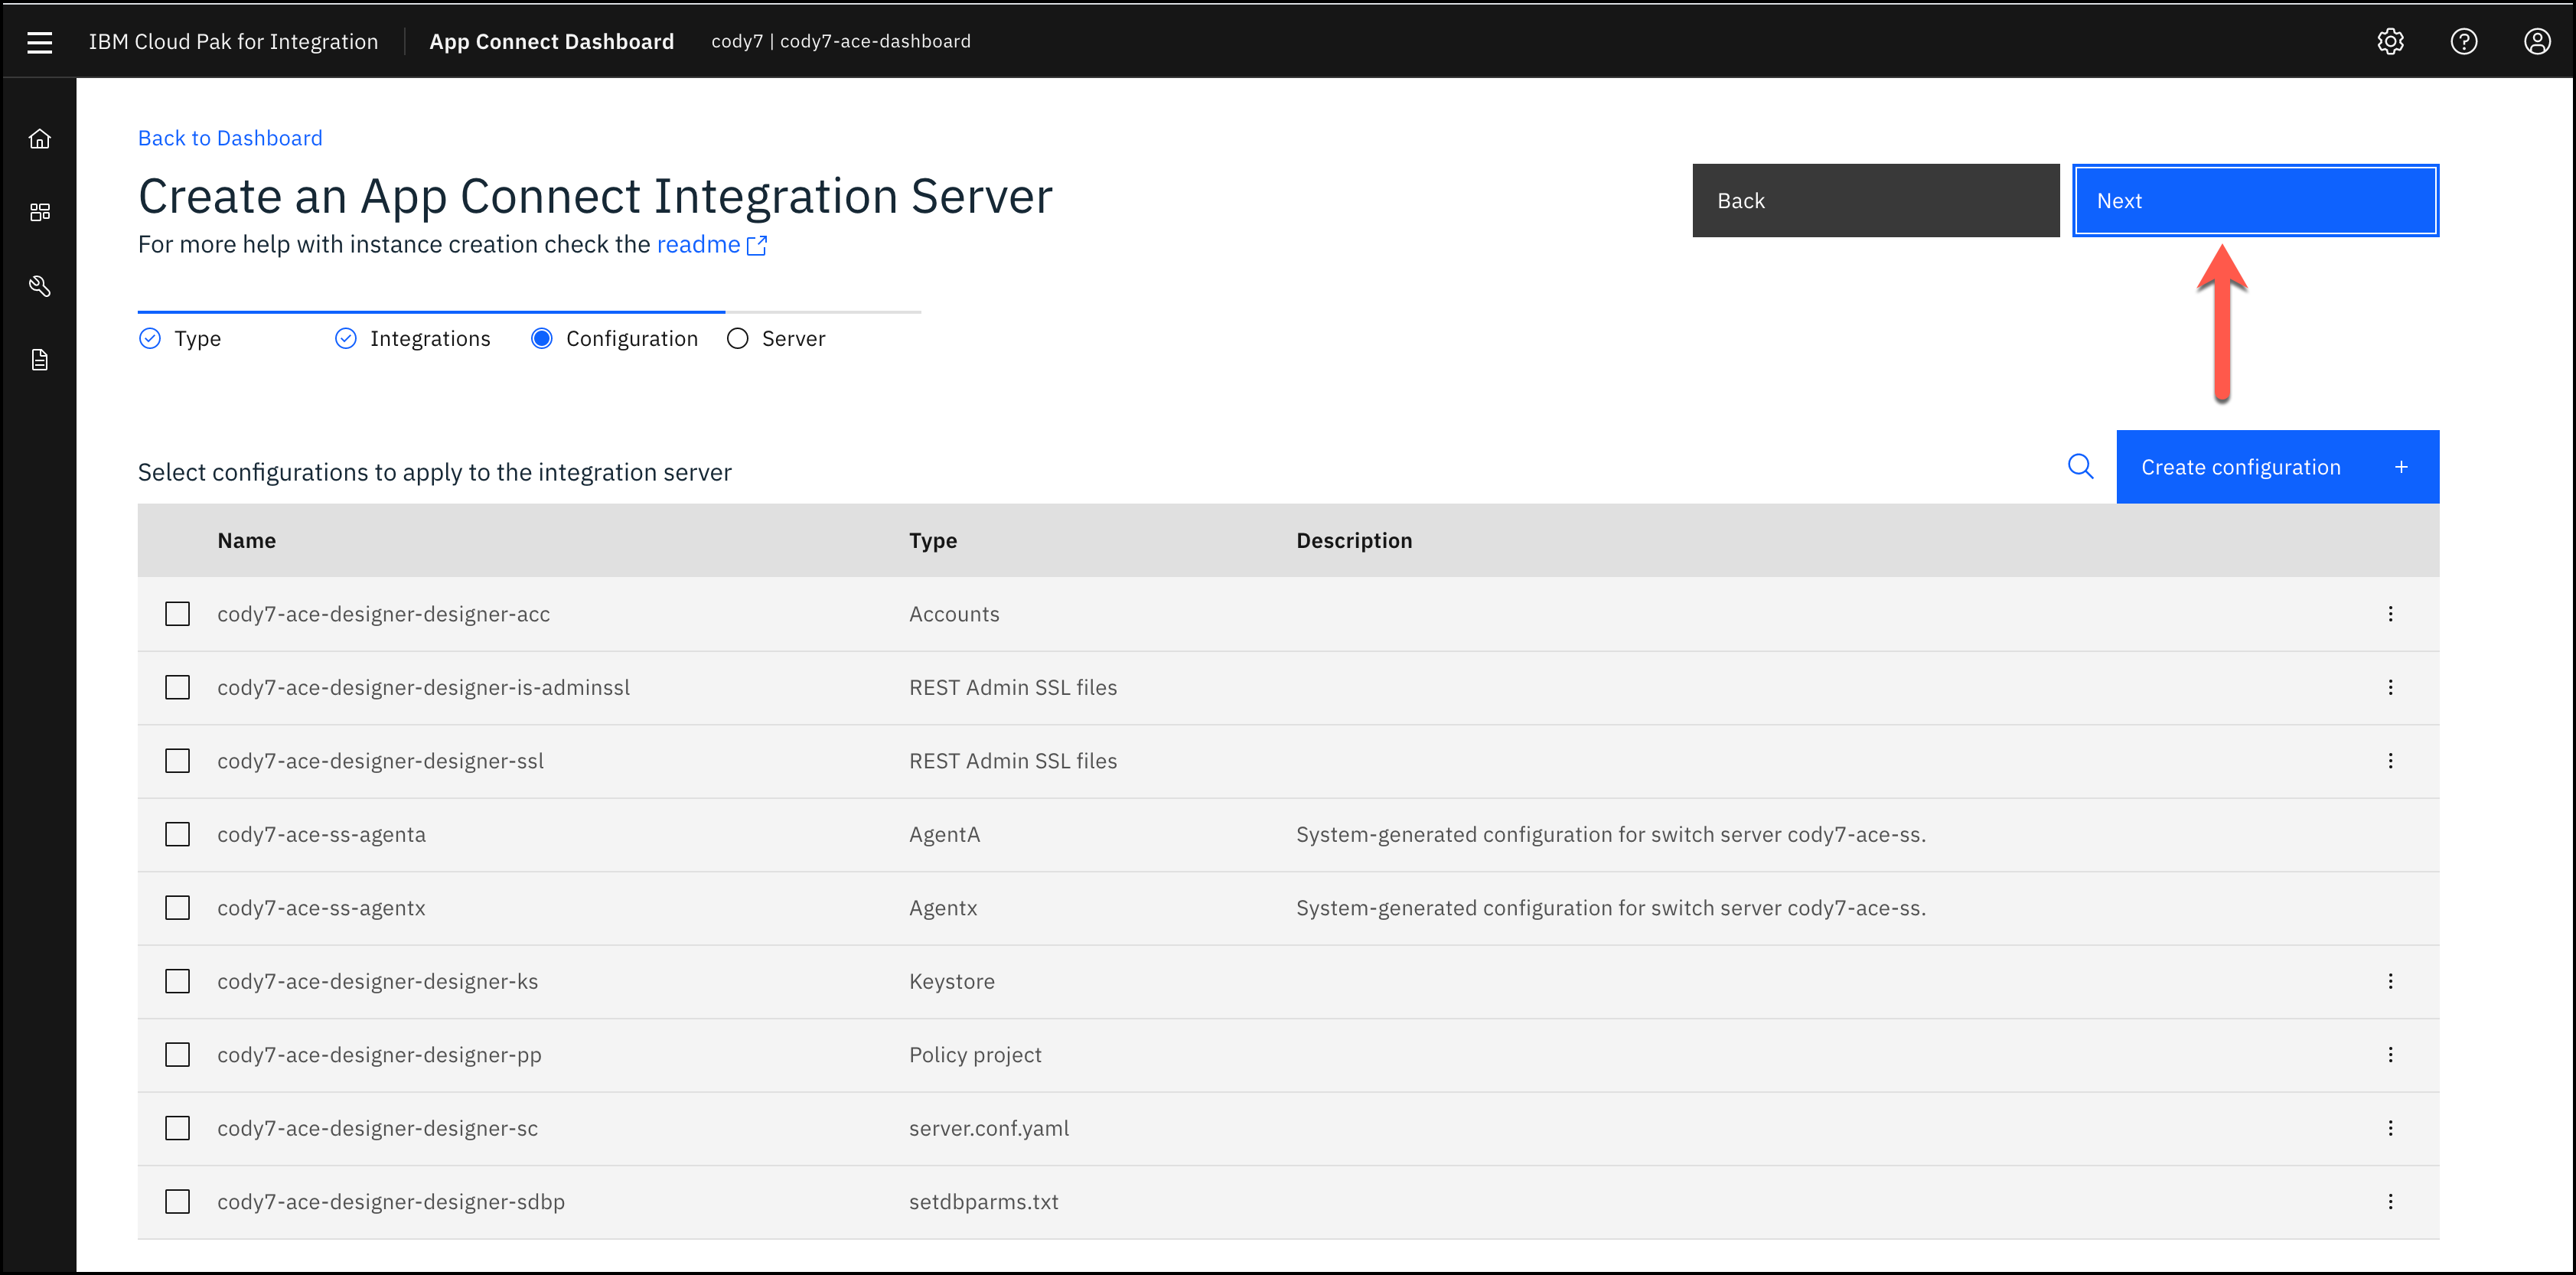 IBM Cloud Pak for Integration App Connect Dashboard cody7 | cody7-ace-dashboard
Back to Dashboard
Create an App Connect Integration Server
For more help with instance creation check the readme
Back
Next
Type
Integrations
Configuration
Server
Select configurations to apply to the integration server
Create configuration +
Name Type Description
cody7-ace-designer-designer-acc Accounts
cody7-ace-designer-designer-is-adminssl REST Admin SSL files
cody7-ace-designer-designer-ssl REST Admin SSL files
cody7-ace-ss-agenta AgentA System-generated configuration for switch server cody7-ace-ss.
cody7-ace-ss-agentx Agentx System-generated configuration for switch server cody7-ace-ss.
cody7-ace-designer-designer-ks Keystore
cody7-ace-designer-designer-pp Policy project
cody7-ace-designer-designer-sc server.conf.yaml
cody7-ace-designer-designer-sdbp setdbparms.txt